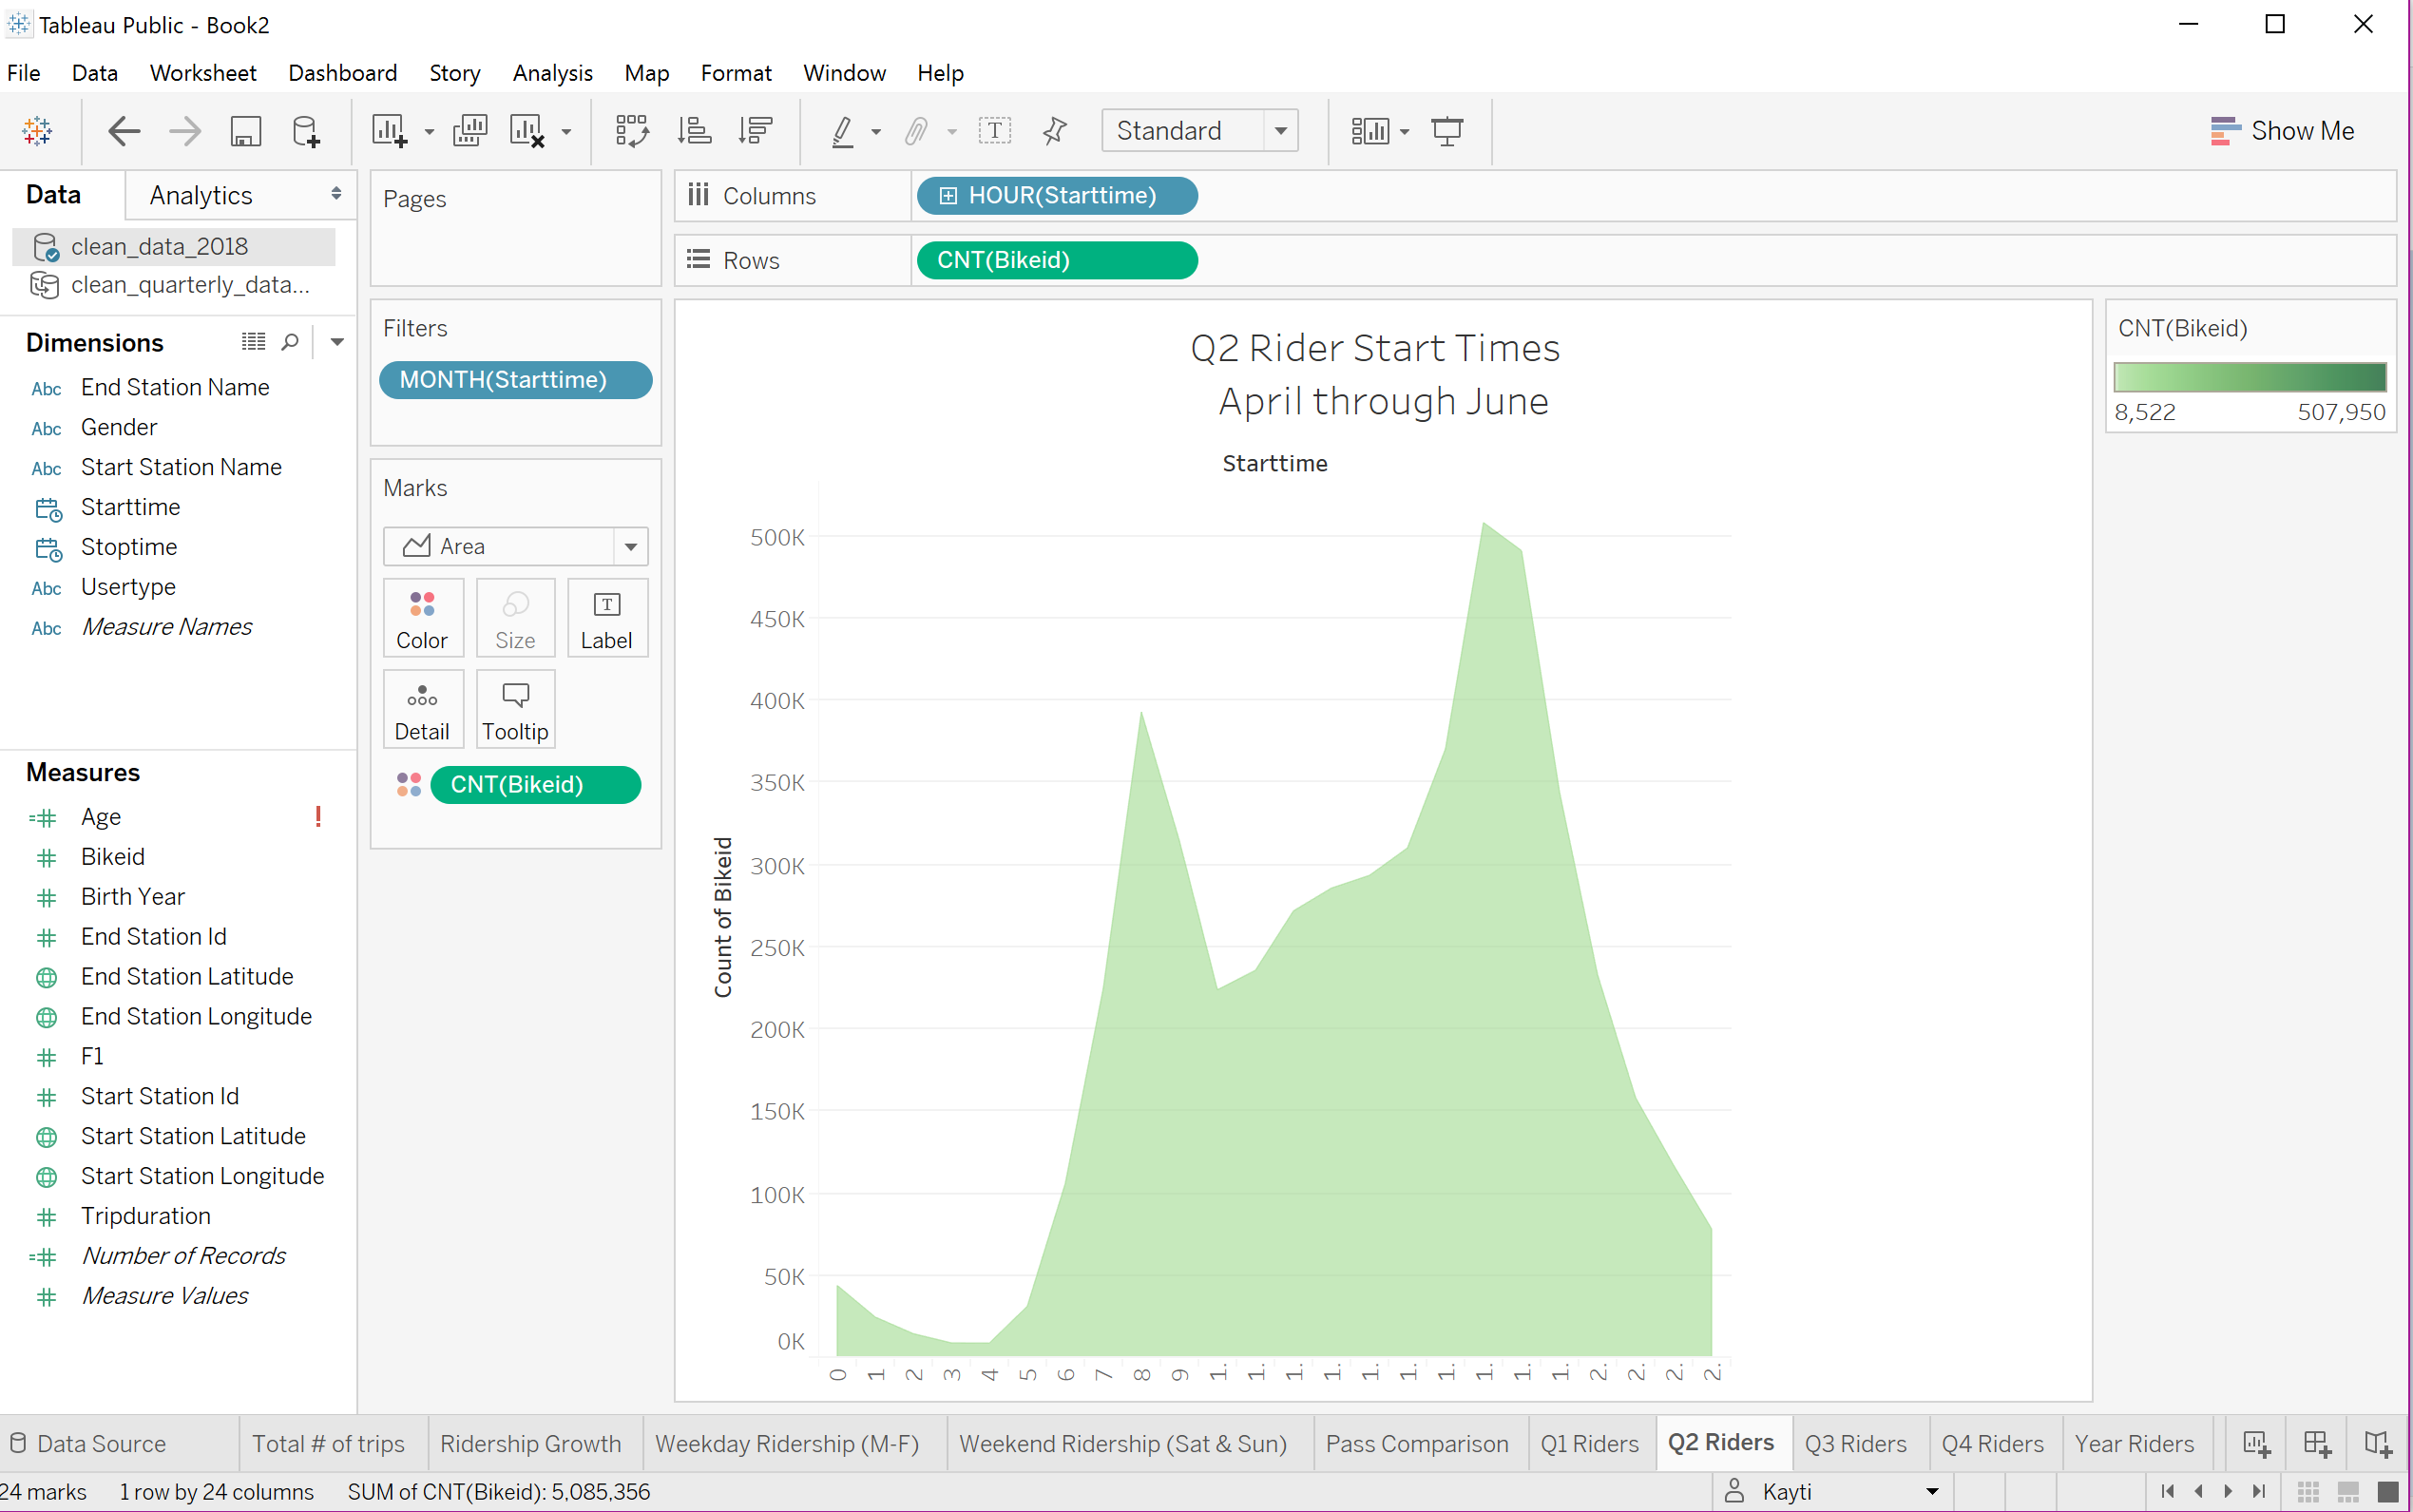 Tableau Public - Book2
File Data Worksheet Dashboard Story Analysis Map Format Window Help
Standard
Show Me
Data Analytics
clean_data_2018
clean_quarterly_data...
Dimensions
Abc End Station Name
Abc Gender
Abc Start Station Name
Starttime
Stoptime
Abc Usertype
Abc Measure Names
Measures
Age !
Bikeid
Birth Year
End Station Id
End Station Latitude
End Station Longitude
F1
Start Station Id
Start Station Latitude
Start Station Longitude
Tripduration
Number of Records
Measure Values
Pages
Filters
MONTH(Starttime)
Marks
Area
Color Size Label
Detail Tooltip
CNT(Bikeid)
Columns HOUR(Starttime)
Rows CNT(Bikeid)
Q2 Rider Start Times
April through June
Starttime
Count of Bikeid
500K
450K
400K
350K
300K
250K
200K
150K
100K
50K
0K
0 1 2 3 4 5 6 7 8 9 1. 1. 1. 1. 1. 1. 1. 1. 1. 1. 2. 2. 2. 2.
CNT(Bikeid)
8,522 507,950
Data Source Total # of trips Ridership Growth Weekday Ridership (M-F) Weekend Ridership (Sat & Sun) Pass Comparison Q1 Riders Q2 Riders Q3 Riders Q4 Riders Year Riders
24 marks 1 row by 24 columns SUM of CNT(Bikeid): 5,085,356 Kayti